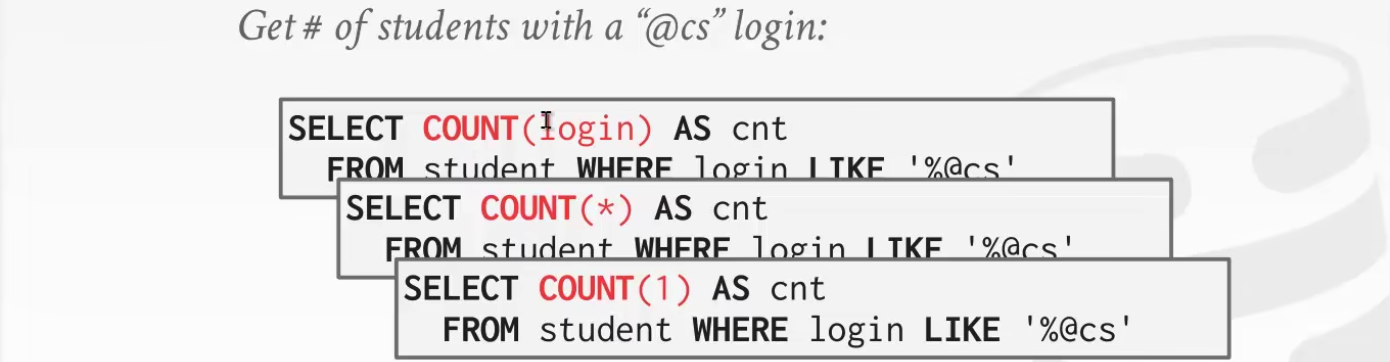 Get # of students with a “@cs” login:
SELECT COUNT(login) AS cnt
FROM student WHERE login LIKE '%@cs'
SELECT COUNT(*) AS cnt
FROM student WHERE login LIKE '%@cs'
SELECT COUNT(1) AS cnt
FROM student WHERE login LIKE '%@cs'